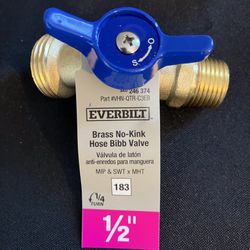 S O
246 374
Part #VHN-QTR-C3EB
EVERBILT
Brass No-Kink
Hose Bibb Valve
Válvula de latón
anti-enredos para manguera
MIP & SWT x MHT
183
1/4
TURN
1/2"